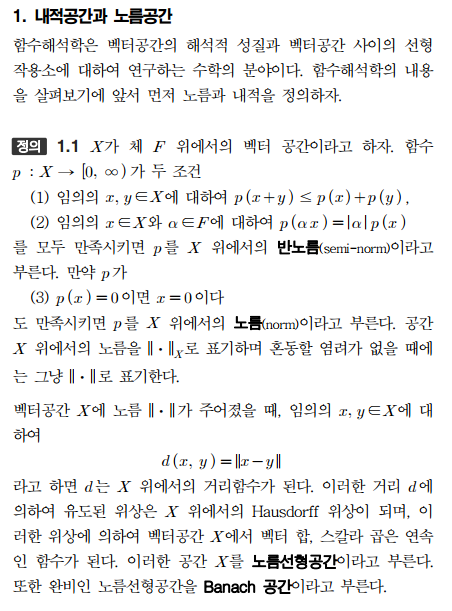 1. 내적공간과 노름공간
함수해석학은 벡터공간의 해석적 성질과 벡터공간 사이의 선형
작용소에 대하여 연구하는 수학의 분야이다. 함수해석학의 내용
을 살펴보기에 앞서 먼저 노름과 내적을 정의하자.
정의 1.1 X가 체 F 위에서의 벡터 공간이라고 하자. 함수
p : X → [0, ∞)가 두 조건
(1) 임의의 x, y∈X에 대하여 p(x+y) ≤ p(x)+p(y),
(2) 임의의 x∈X와 α∈F에 대하여 p(αx)=|α|p(x)
를 모두 만족시키면 p를 X 위에서의 반노름(semi-norm)이라고
부른다. 만약 p가
(3) p(x)=0이면 x=0이다
도 만족시키면 p를 X 위에서의 노름(norm)이라고 부른다. 공간
X 위에서의 노름을 ∥·∥X로 표기하며 혼동할 염려가 없을 때에
는 그냥 ∥·∥로 표기한다.
벡터공간 X에 노름 ∥·∥가 주어졌을 때, 임의의 x, y∈X에 대
하여
d(x, y)=∥x−y∥
라고 하면 d는 X 위에서의 거리함수가 된다. 이러한 거리 d에
의하여 유도된 위상은 X 위에서의 Hausdorff 위상이 되며, 이
러한 위상에 의하여 벡터공간 X에서 벡터 합, 스칼라 곱은 연속
인 함수가 된다. 이러한 공간 X를 노름선형공간이라고 부른다.
또한 완비인 노름선형공간을 Banach 공간이라고 부른다.